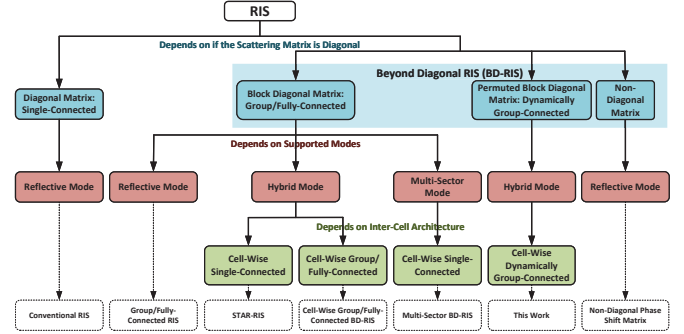 RIS
Depends on if the Scattering Matrix is Diagonal
Beyond Diagonal RIS (BD-RIS)
Diagonal Matrix:
Single-Connected
Block Diagonal Matrix:
Group/Fully-Connected
Permuted Block Diagonal
Matrix: Dynamically
Group-Connected
Non-
Diagonal
Matrix
Depends on Supported Modes
Reflective Mode
Reflective Mode
Hybrid Mode
Multi-Sector
Mode
Hybrid Mode
Reflective Mode
Depends on Inter-Cell Architecture
Cell-Wise
Single-Connected
Cell-Wise Group/
Fully-Connected
Cell-Wise Single-
Connected
Cell-Wise
Dynamically
Group-Connected
Conventional RIS
Group/Fully-
Connected RIS
STAR-RIS
Cell-Wise Group/Fully-
Connected BD-RIS
Multi-Sector BD-RIS
This Work
Non-Diagonal Phase
Shift Matrix